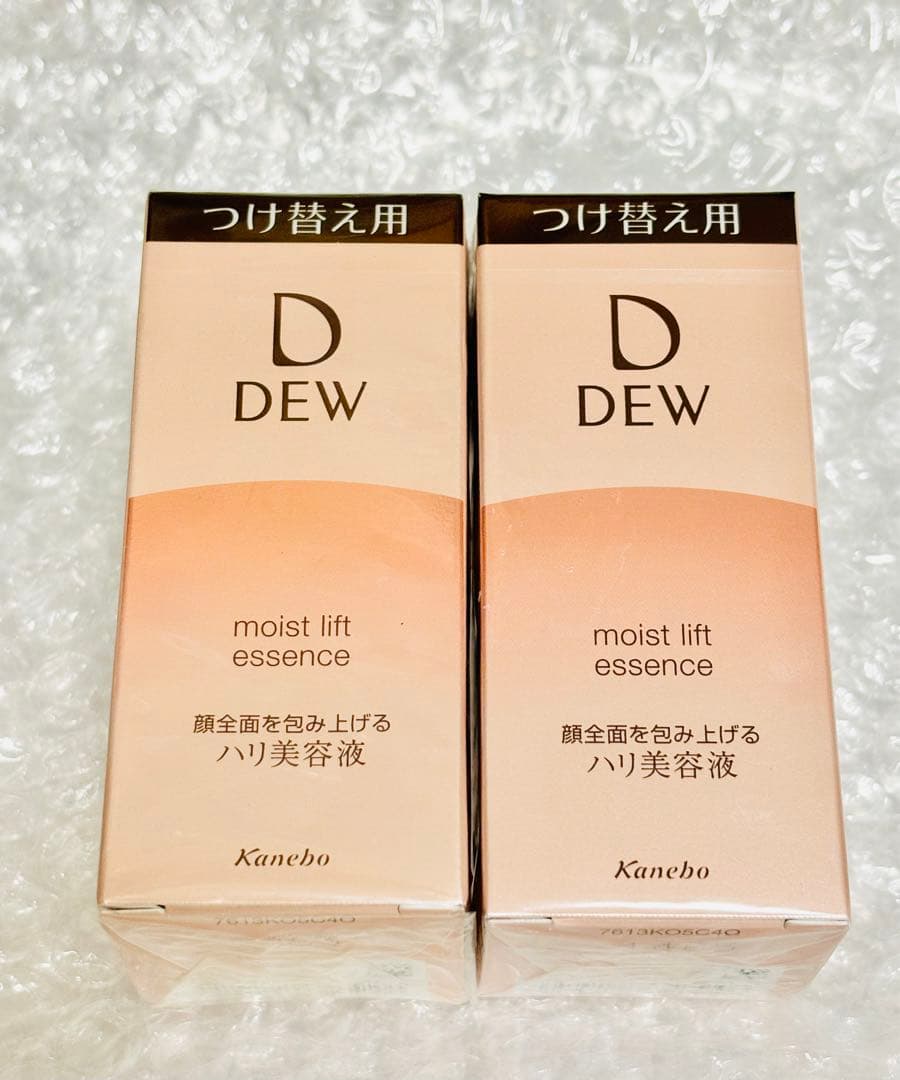 つけ替え用
D
DEW
moist lift
essence
顔全面を包み上げる
ハリ美容液
Kanebo
7613KO5C4O
つけ替え用
D
DEW
moist lift
essence
顔全面を包み上げる
ハリ美容液
Kanebo
7613KO5C4O